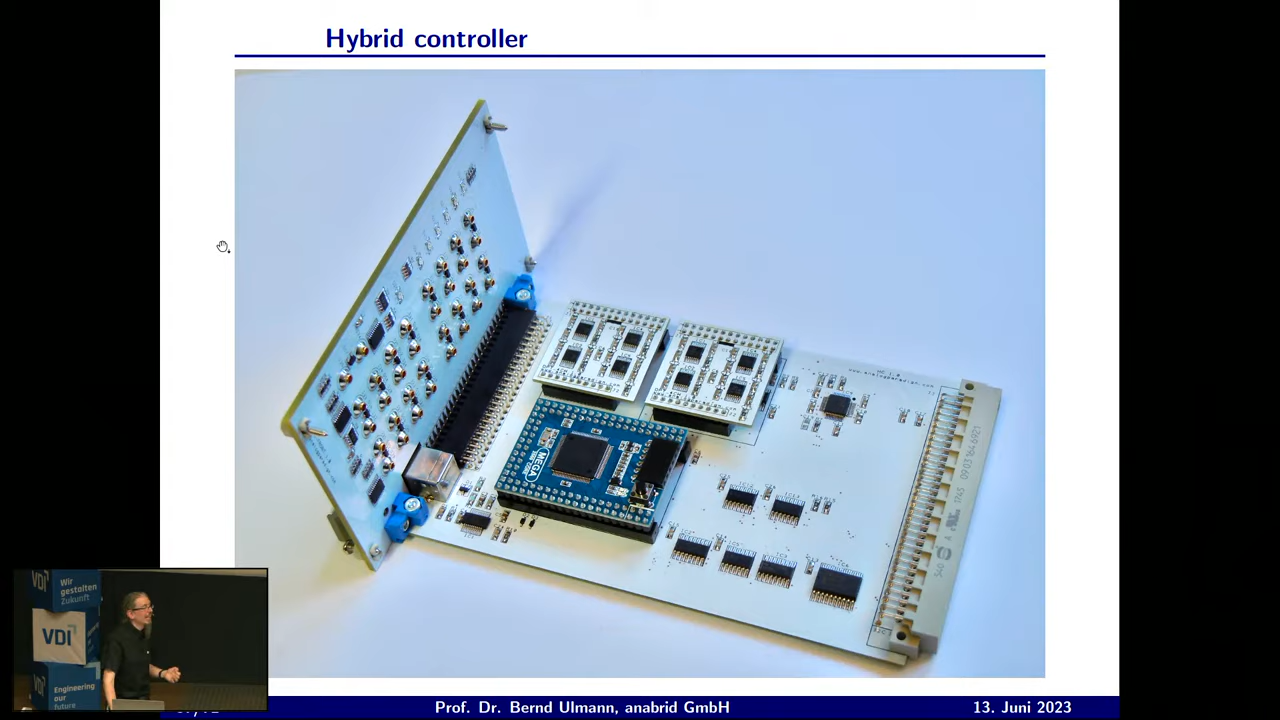 Hybrid controller
MEGA
VDI
Wir
gestalten
Zukunft
VDI
Engineering
our
Future
Prof. Dr. Bernd Ulmann, anabrid GmbH
13. Juni 2023